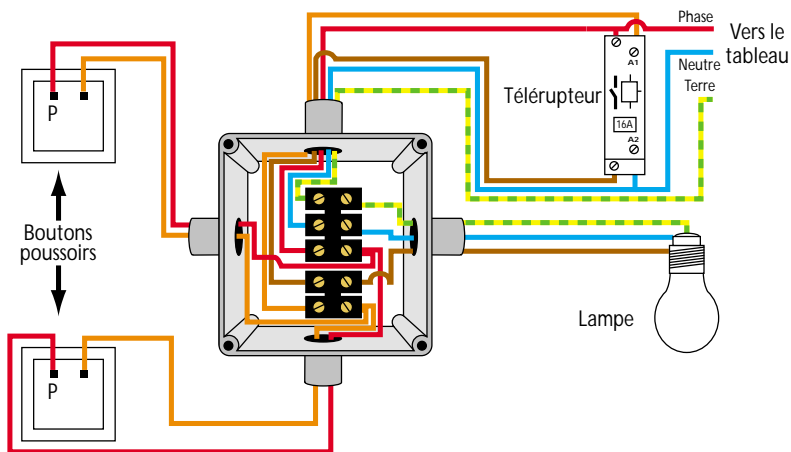 Phase
Vers le
tableau
Neutre
Terre
A1
Télérupteur
16A
A2
P
Boutons
poussoirs
Lampe
P